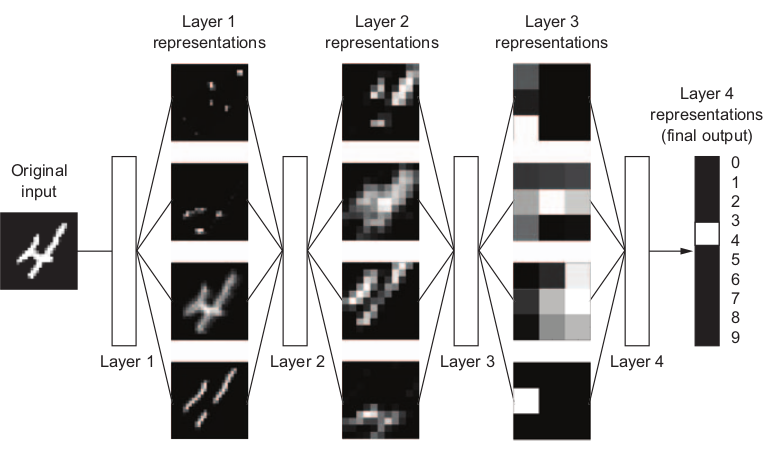 Layer 1
representations
Layer 2
representations
Layer 3
representations
Layer 4
representations
(final output)
Original
input
0
1
2
3
4
5
6
7
8
9
Layer 1
Layer 2
Layer 3
Layer 4